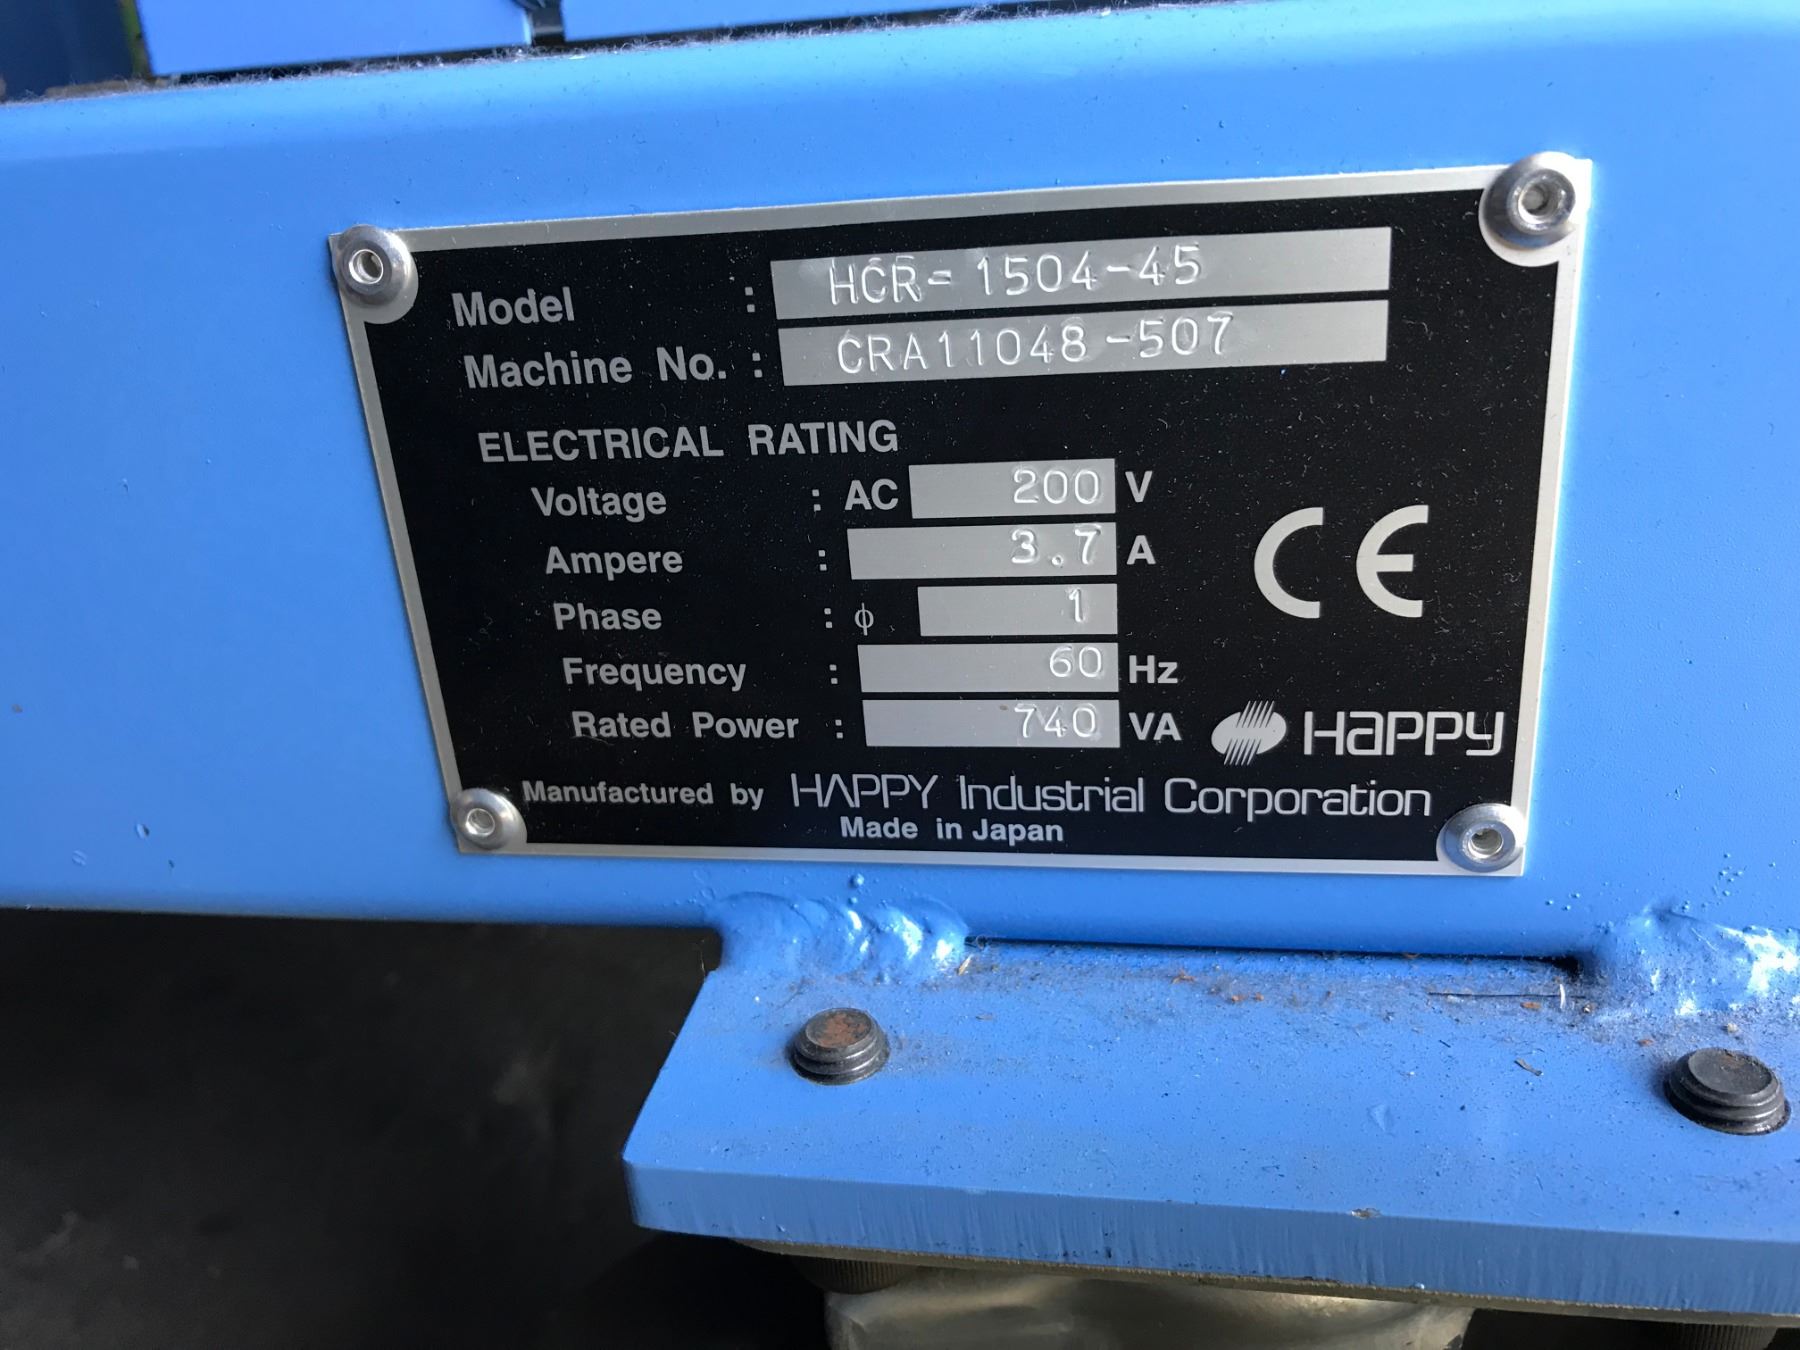 Model : HCR-1504-45
Machine No. : CRA11048-507
ELECTRICAL RATING
Voltage : AC 200 V
Ampere : 3.7 A
Phase : ϕ 1
Frequency : 60 Hz
Rated Power : 740 VA
CE
HAPPY
Manufactured by HAPPY Industrial Corporation
Made in Japan